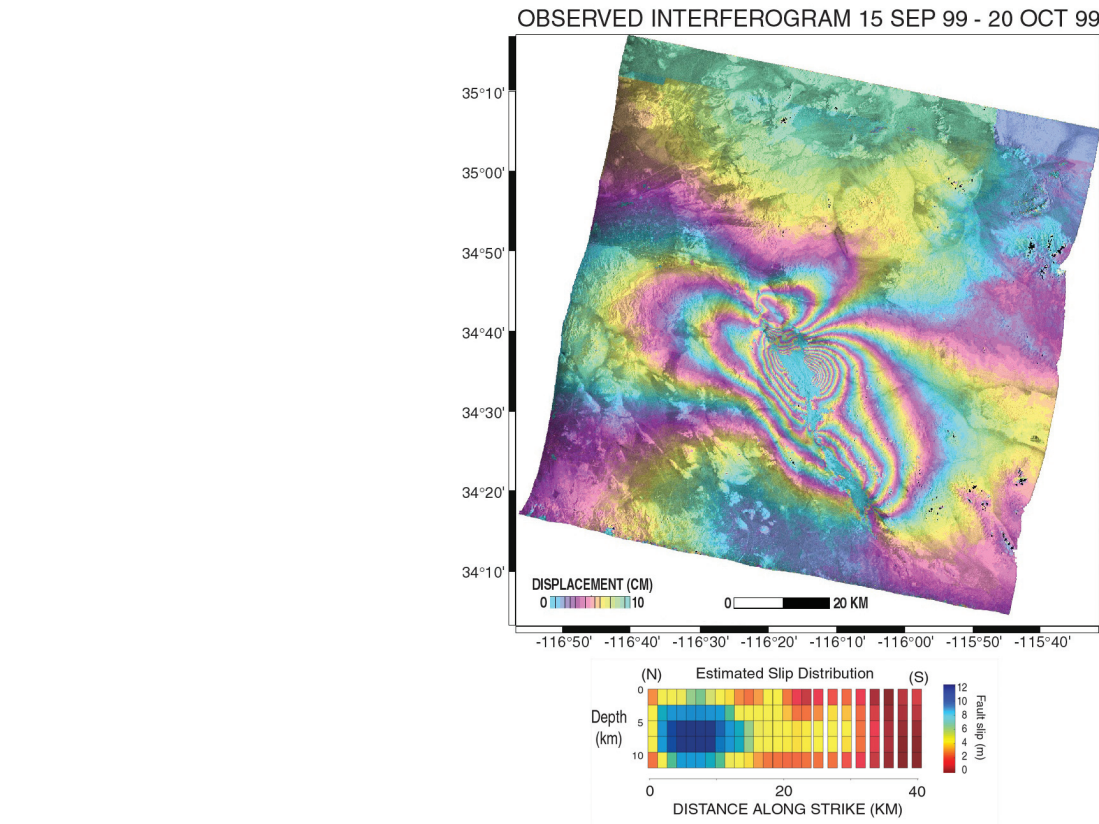 OBSERVED INTERFEROGRAM 15 SEP 99 - 20 OCT 99
35°10'
35°00'
34°50'
34°40'
34°30'
34°20'
34°10'
DISPLACEMENT (CM)
0 10
0 20 KM
-116°50' -116°40' -116°30' -116°20' -116°10' -116°00' -115°50' -115°40'
(N) Estimated Slip Distribution (S)
Depth
(km)
0
5
10
0 20 40
DISTANCE ALONG STRIKE (KM)
12
10
8
6
4
2
0
Fault slip (m)